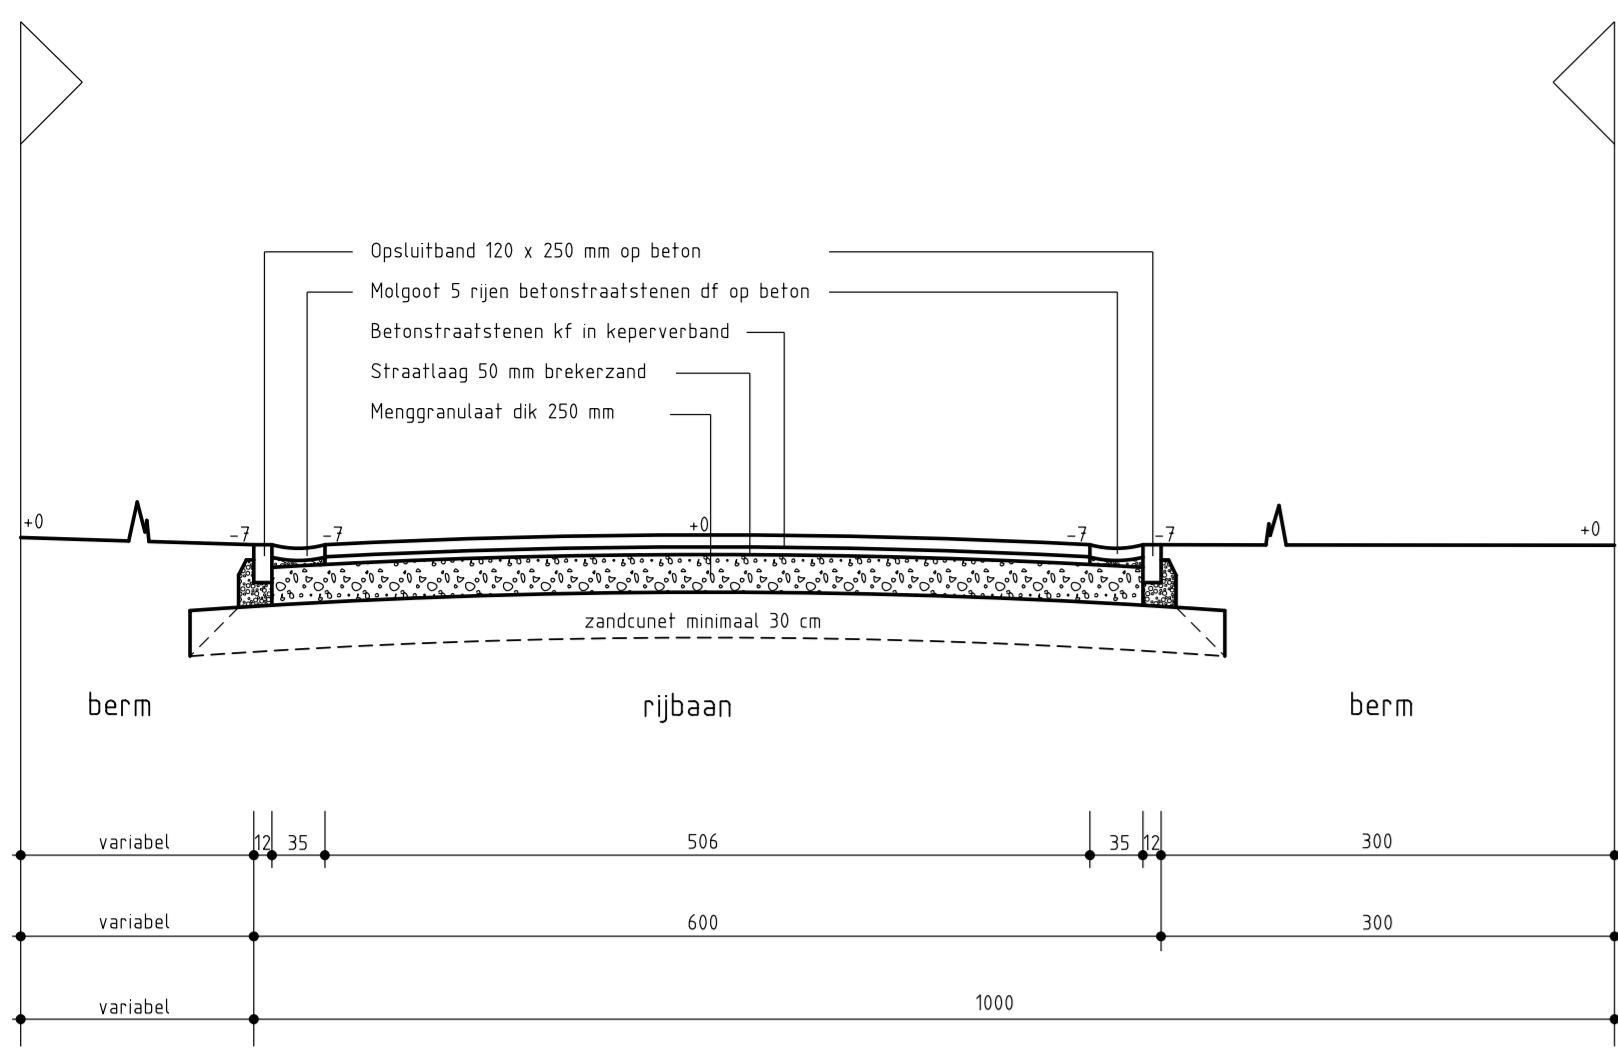 Opsluitband 120 x 250 mm op beton
Molgoot 5 rijen betonstraatstenen df op beton
Betonstraatstenen kf in keperverband
Straatlaag 50 mm brekerzand
Menggranulaat dik 250 mm
+0 -7 -7 +0 -7 -7 +0
zandcunet minimaal 30 cm
berm rijbaan berm
variabel 12 35 506 35 12 300
variabel 600 300
variabel 1000